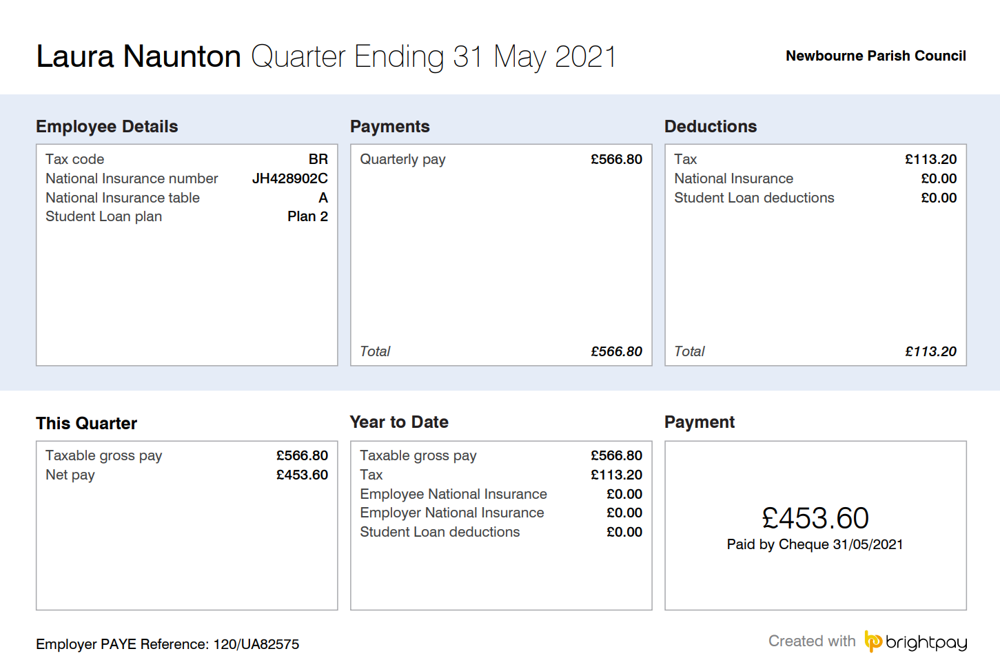 Laura Naunton Quarter Ending 31 May 2021
Newbourne Parish Council
Employee Details
Tax code BR
National Insurance number JH428902C
National Insurance table A
Student Loan plan Plan 2
Payments
Quarterly pay £566.80
Total £566.80
Deductions
Tax £113.20
National Insurance £0.00
Student Loan deductions £0.00
Total £113.20
This Quarter
Taxable gross pay £566.80
Net pay £453.60
Year to Date
Taxable gross pay £566.80
Tax £113.20
Employee National Insurance £0.00
Employer National Insurance £0.00
Student Loan deductions £0.00
Payment
£453.60
Paid by Cheque 31/05/2021
Employer PAYE Reference: 120/UA82575
Created with brightpay